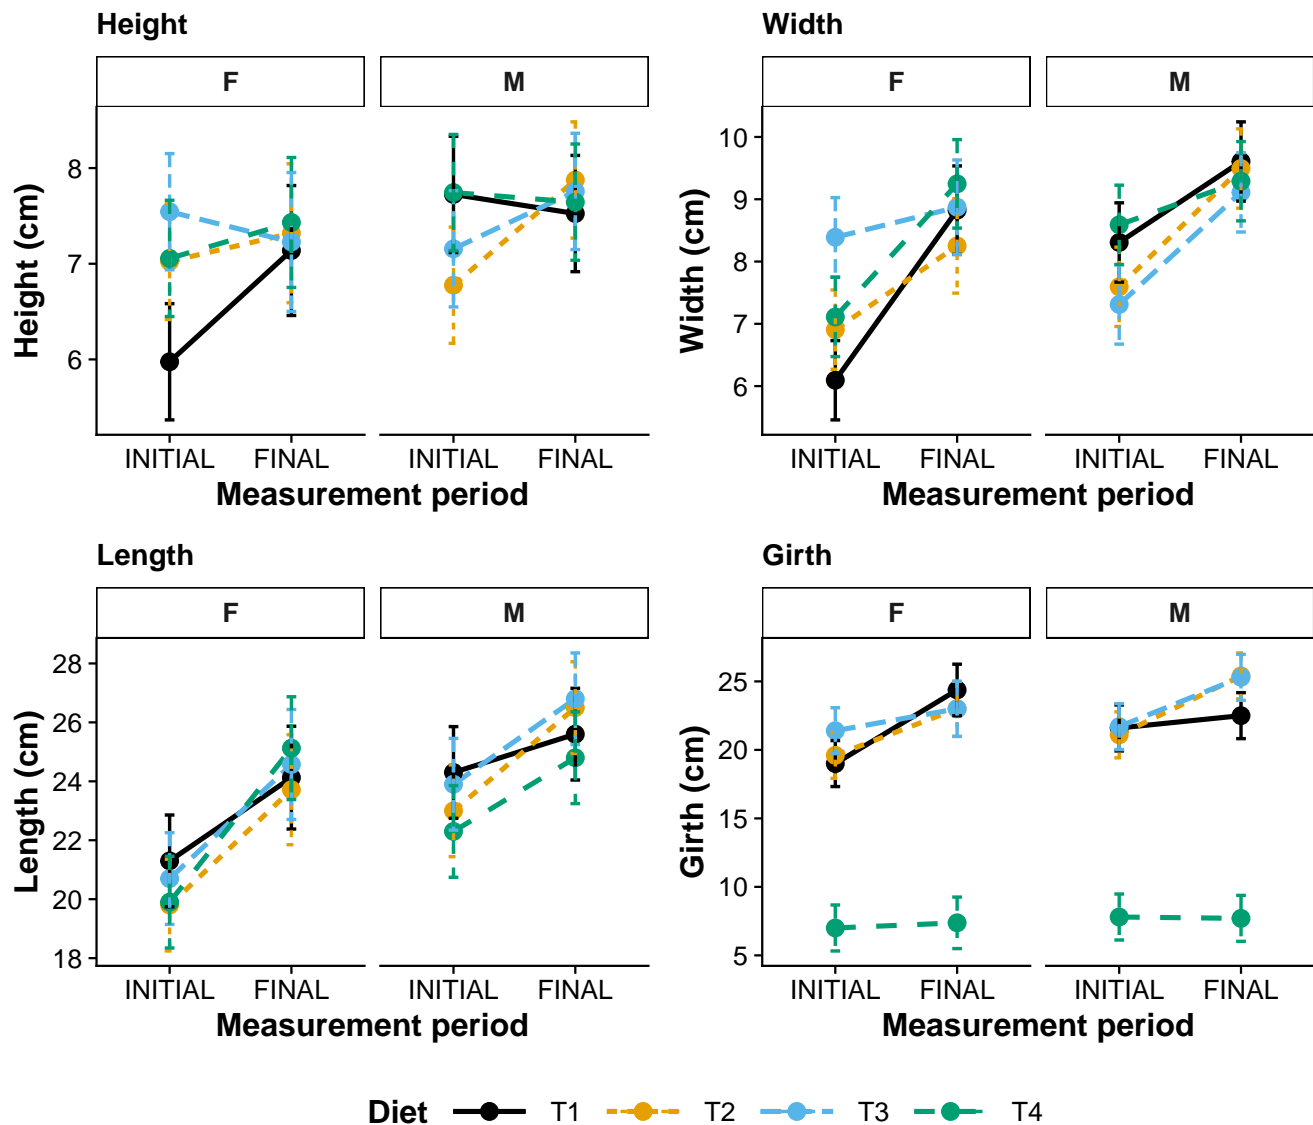 Height
Width
F
M
F
M
Height (cm)
8
7
6
Width (cm)
10
9
8
7
6
INITIAL
FINAL
INITIAL
FINAL
INITIAL
FINAL
INITIAL
FINAL
Measurement period
Measurement period
Length
Girth
F
M
F
M
Length (cm)
28
26
24
22
20
18
Girth (cm)
25
20
15
10
5
INITIAL
FINAL
INITIAL
FINAL
INITIAL
FINAL
INITIAL
FINAL
Measurement period
Measurement period
Diet
T1
T2
T3
T4